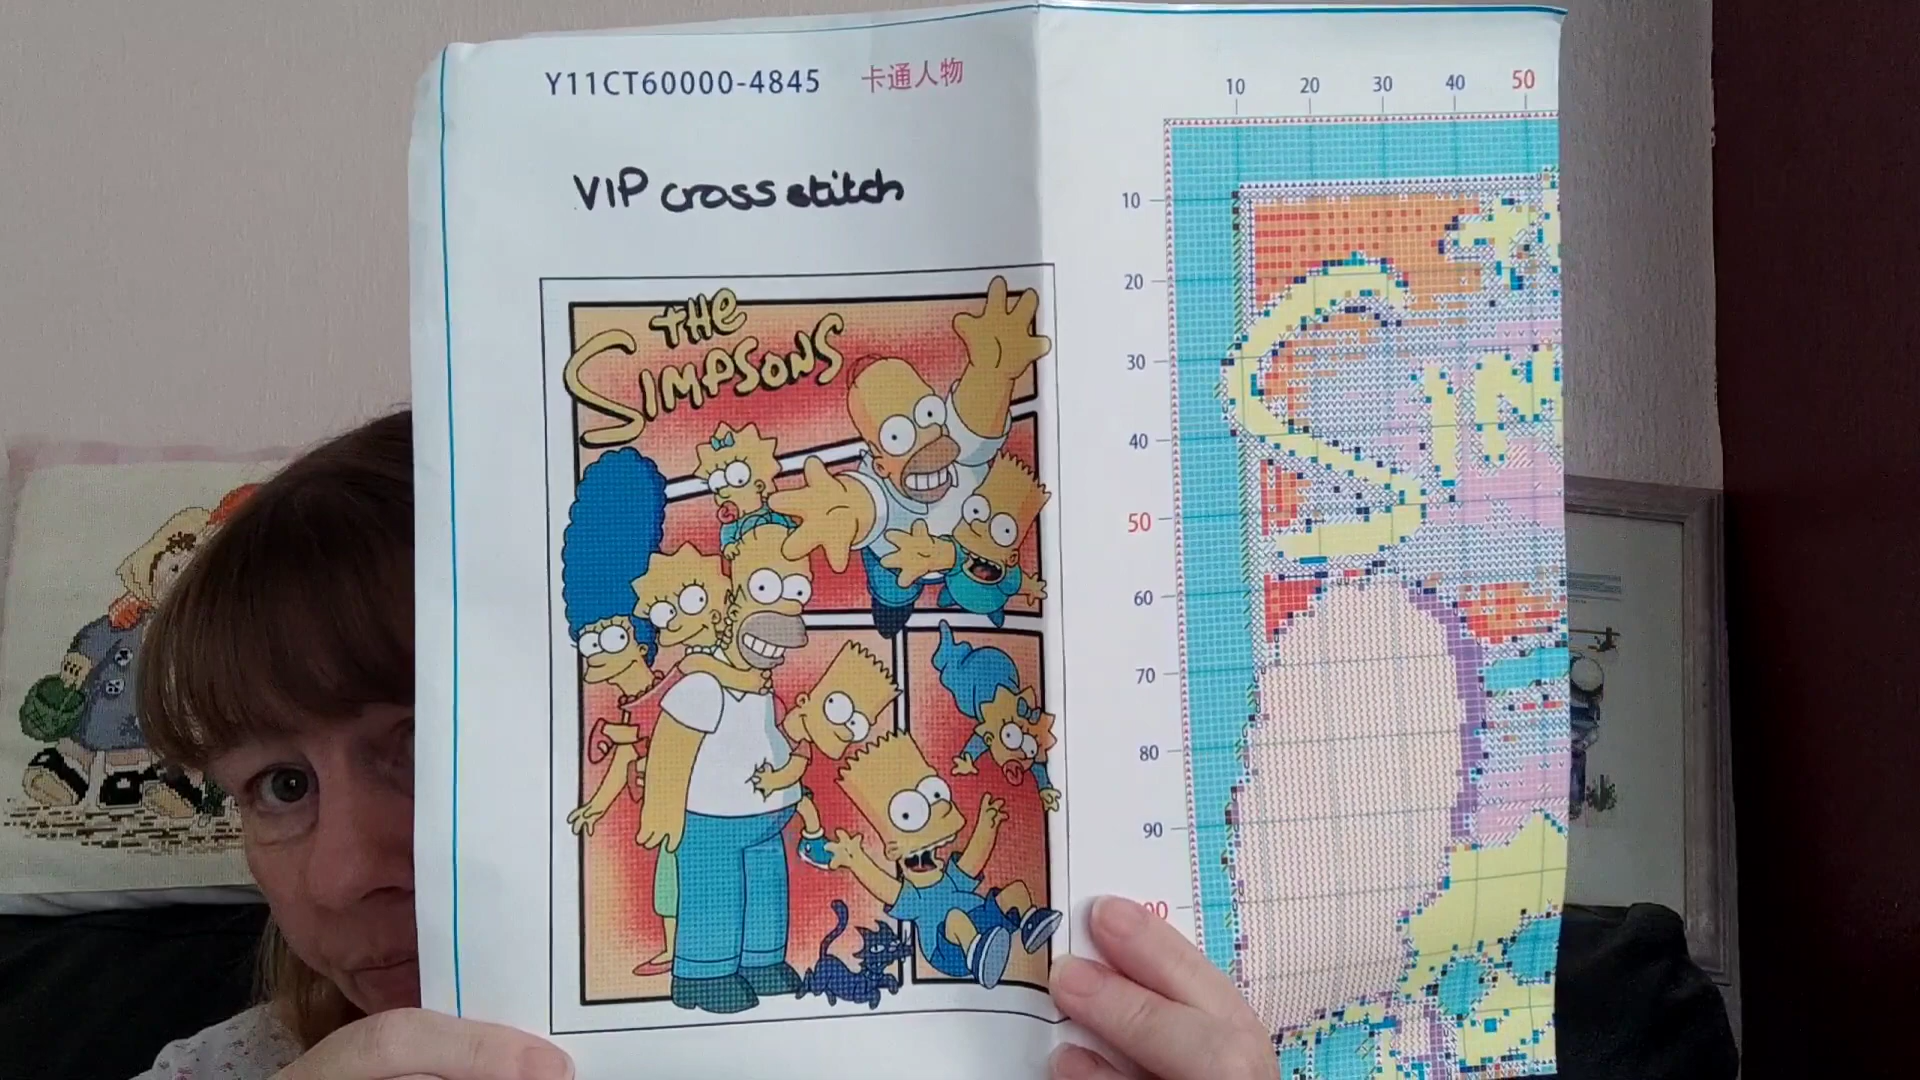 Y11CT60000-4845 卡通人物
VIP cross stitch
THE
SIMPSONS
10 20 30 40 50
10
20
30
40
50
60
70
80
90